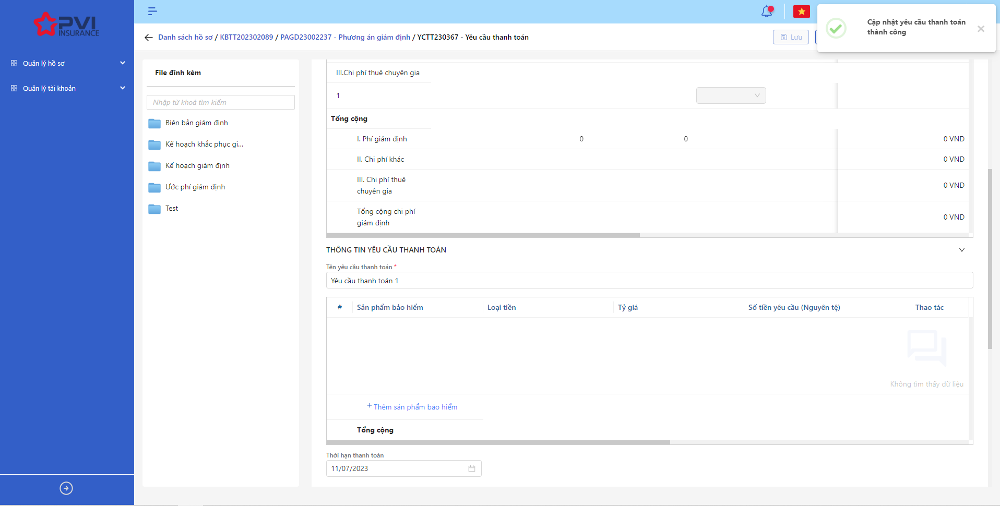 PVI
INSURANCE
Quản lý hồ sơ
Quản lý tài khoản
Cập nhật yêu cầu thanh toán
thành công
Danh sách hồ sơ / KBTT202302089 / PAGD23002237 - Phương án giám định / YCTT230367 - Yêu cầu thanh toán
Lưu
File đính kèm
Nhập từ khoá tìm kiếm
Biên bản giám định
Kế hoạch khắc phục gi...
Kế hoạch giám định
Ước phí giám định
Test
III.Chi phí thuê chuyên gia
1
Tổng cộng
I. Phí giám định 0 0 0 VND
II. Chi phí khác 0 VND
III. Chi phí thuê
chuyên gia 0 VND
Tổng cộng chi phí
giám định 0 VND
THÔNG TIN YÊU CẦU THANH TOÁN
Tên yêu cầu thanh toán *
Yêu cầu thanh toán 1
# Sản phẩm bảo hiểm Loại tiền Tỷ giá Số tiền yêu cầu (Nguyên tệ) Thao tác
Không tìm thấy dữ liệu
+ Thêm sản phẩm bảo hiểm
Tổng cộng
Thời hạn thanh toán
11/07/2023